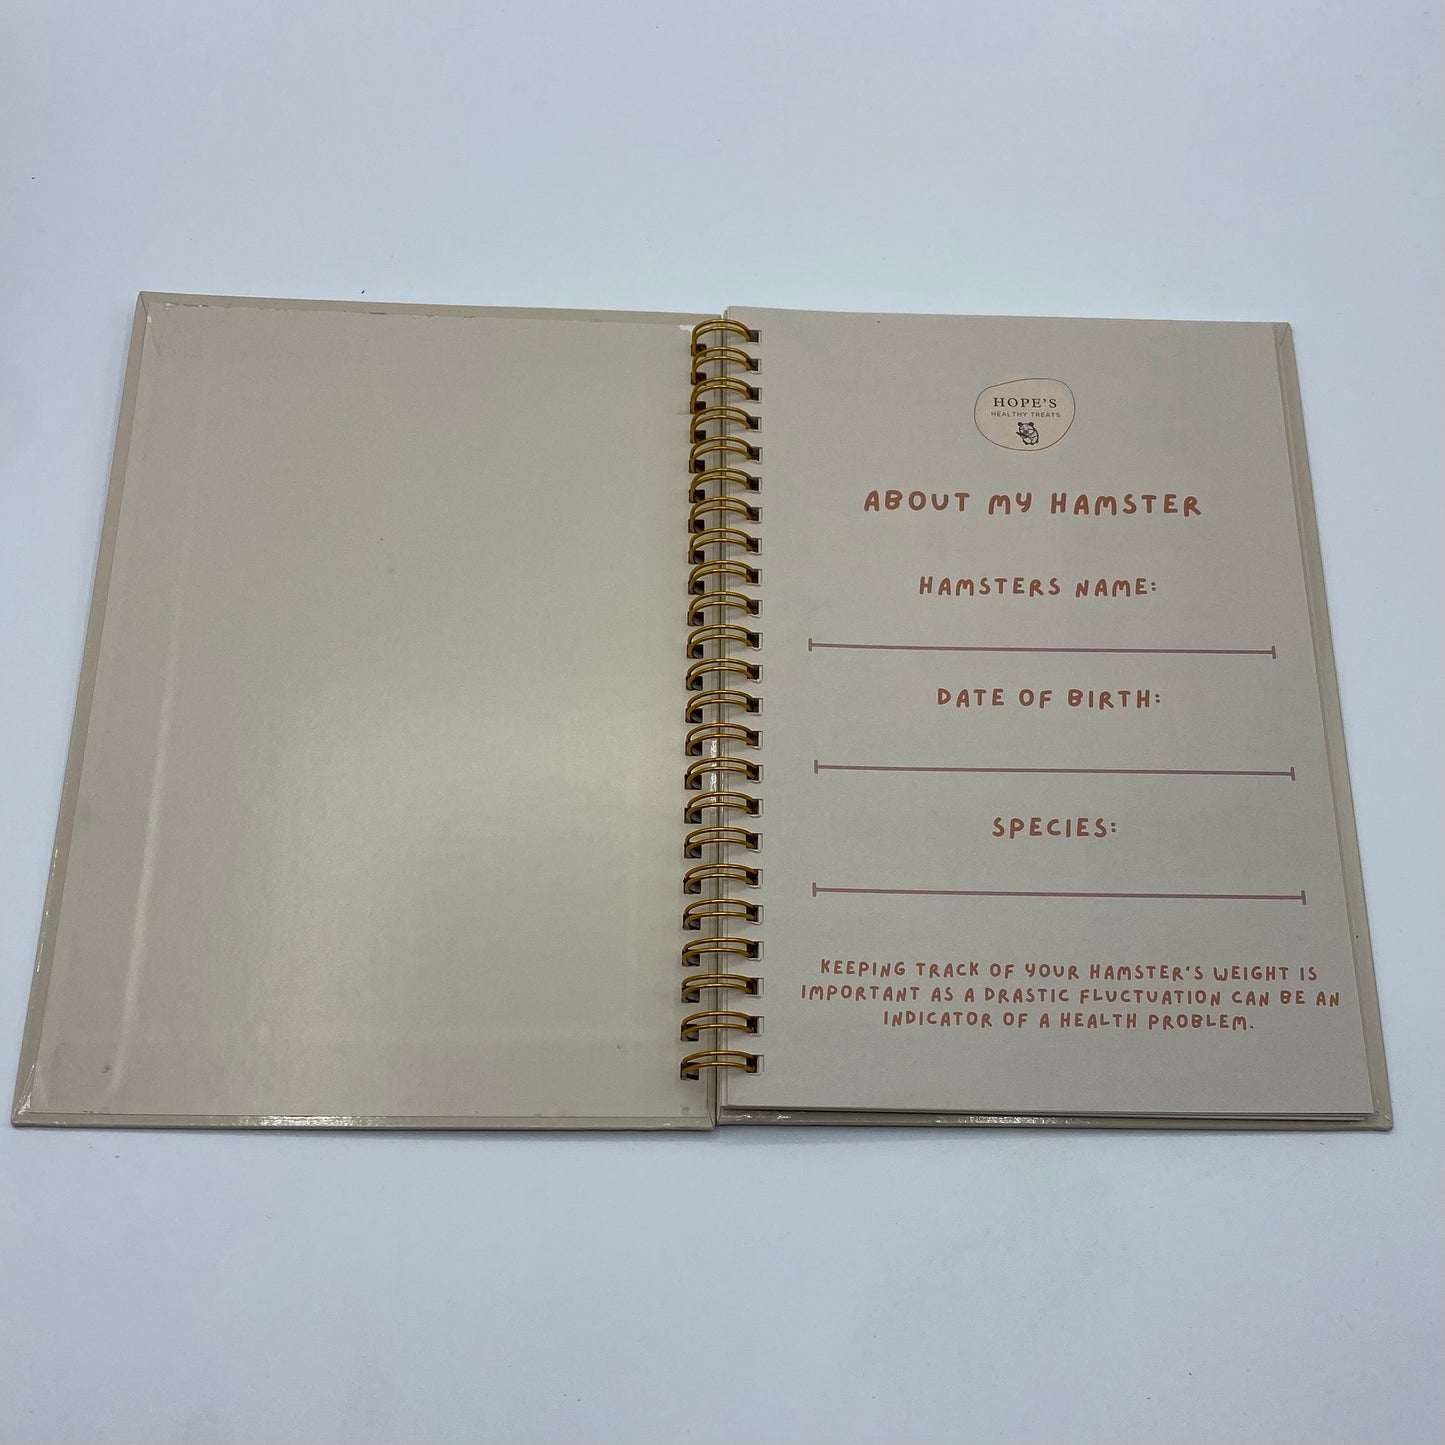 HOPE'S
HEALTHY TREATS
ABOUT MY HAMSTER
HAMSTERS NAME:
DATE OF BIRTH:
SPECIES:
KEEPING TRACK OF YOUR HAMSTER'S WEIGHT IS
IMPORTANT AS A DRASTIC FLUCTUATION CAN BE AN
INDICATOR OF A HEALTH PROBLEM.